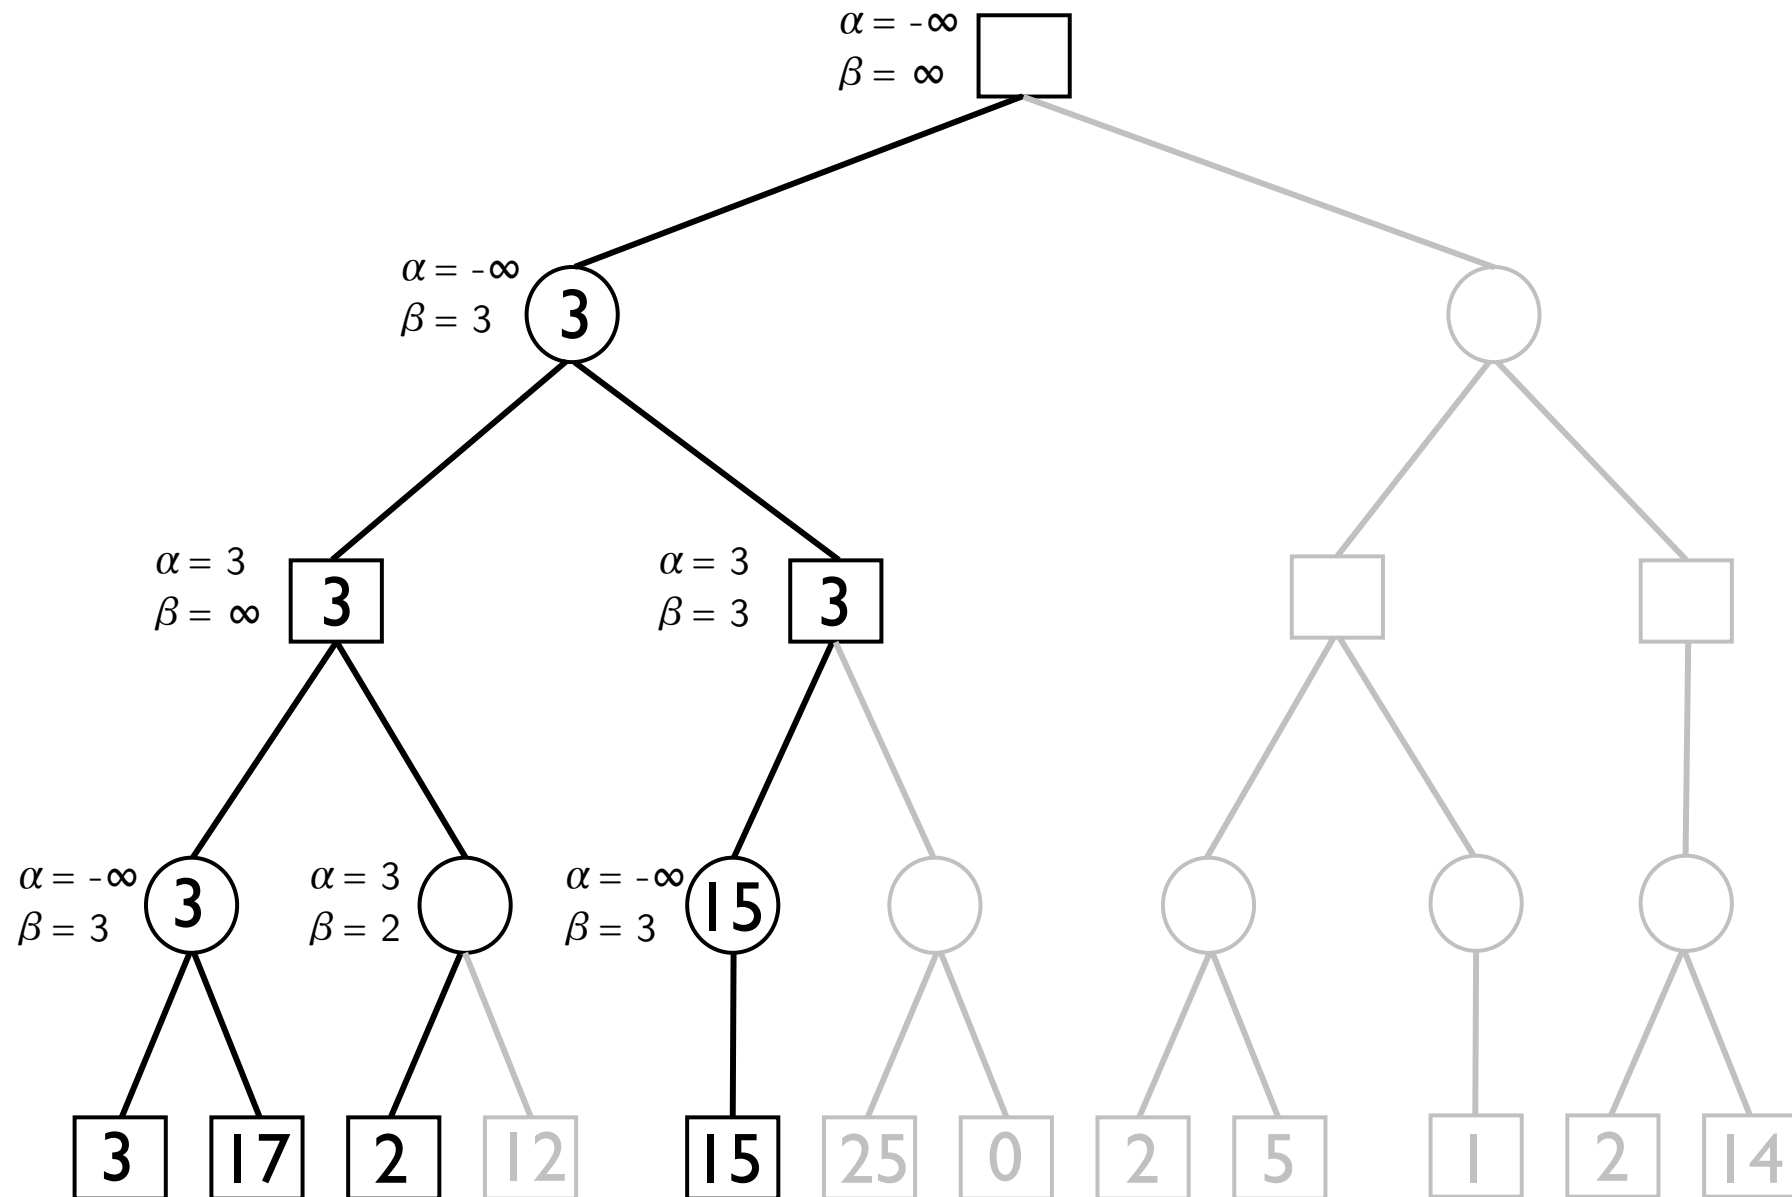 α = -∞
β = ∞
α = -∞
β = 3
3
α = 3
β = ∞
3
α = 3
β = 3
3
α = -∞
β = 3
3
α = 3
β = 2
α = -∞
β = 3
15
3
17
2
12
15
25
0
2
5
1
2
14